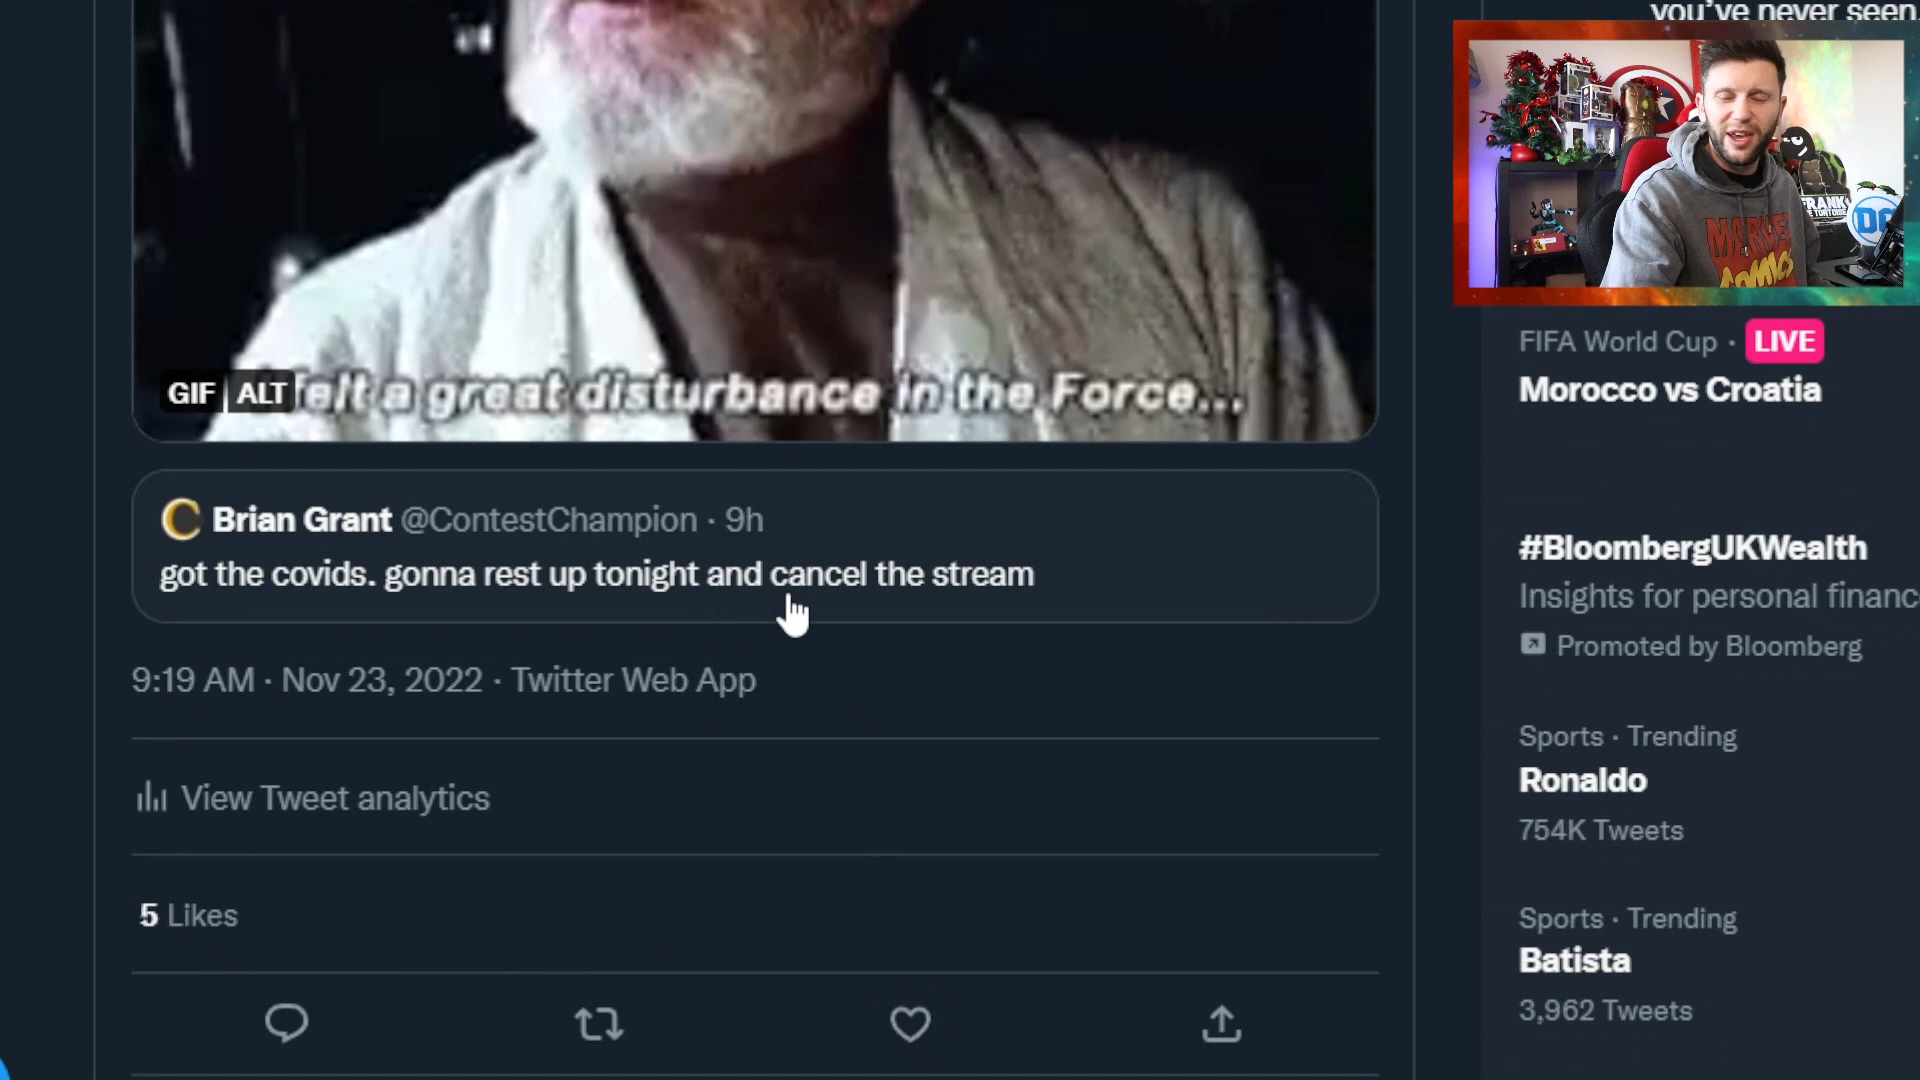 you've never seen
GIF ALT felt a great disturbance in the Force...
Brian Grant @ContestChampion · 9h
got the covids. gonna rest up tonight and cancel the stream
9:19 AM · Nov 23, 2022 · Twitter Web App
View Tweet analytics
5 Likes
FRANK
DC
FIFA World Cup · LIVE
Morocco vs Croatia
#BloombergUKWealth
Insights for personal financ
Promoted by Bloomberg
Sports · Trending
Ronaldo
754K Tweets
Sports · Trending
Batista
3,962 Tweets